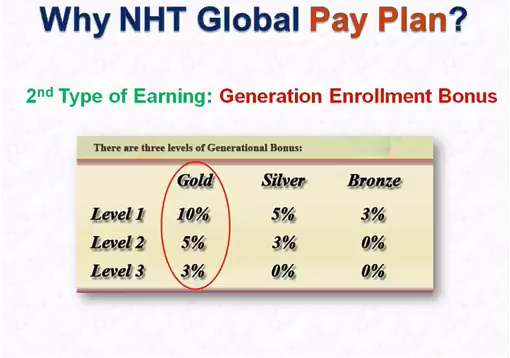 Why NHT Global Pay Plan?
2nd Type of Earning: Generation Enrollment Bonus
There are three levels of Generational Bonus:
Gold Silver Bronze
Level 1 10% 5% 3%
Level 2 5% 3% 0%
Level 3 3% 0% 0%